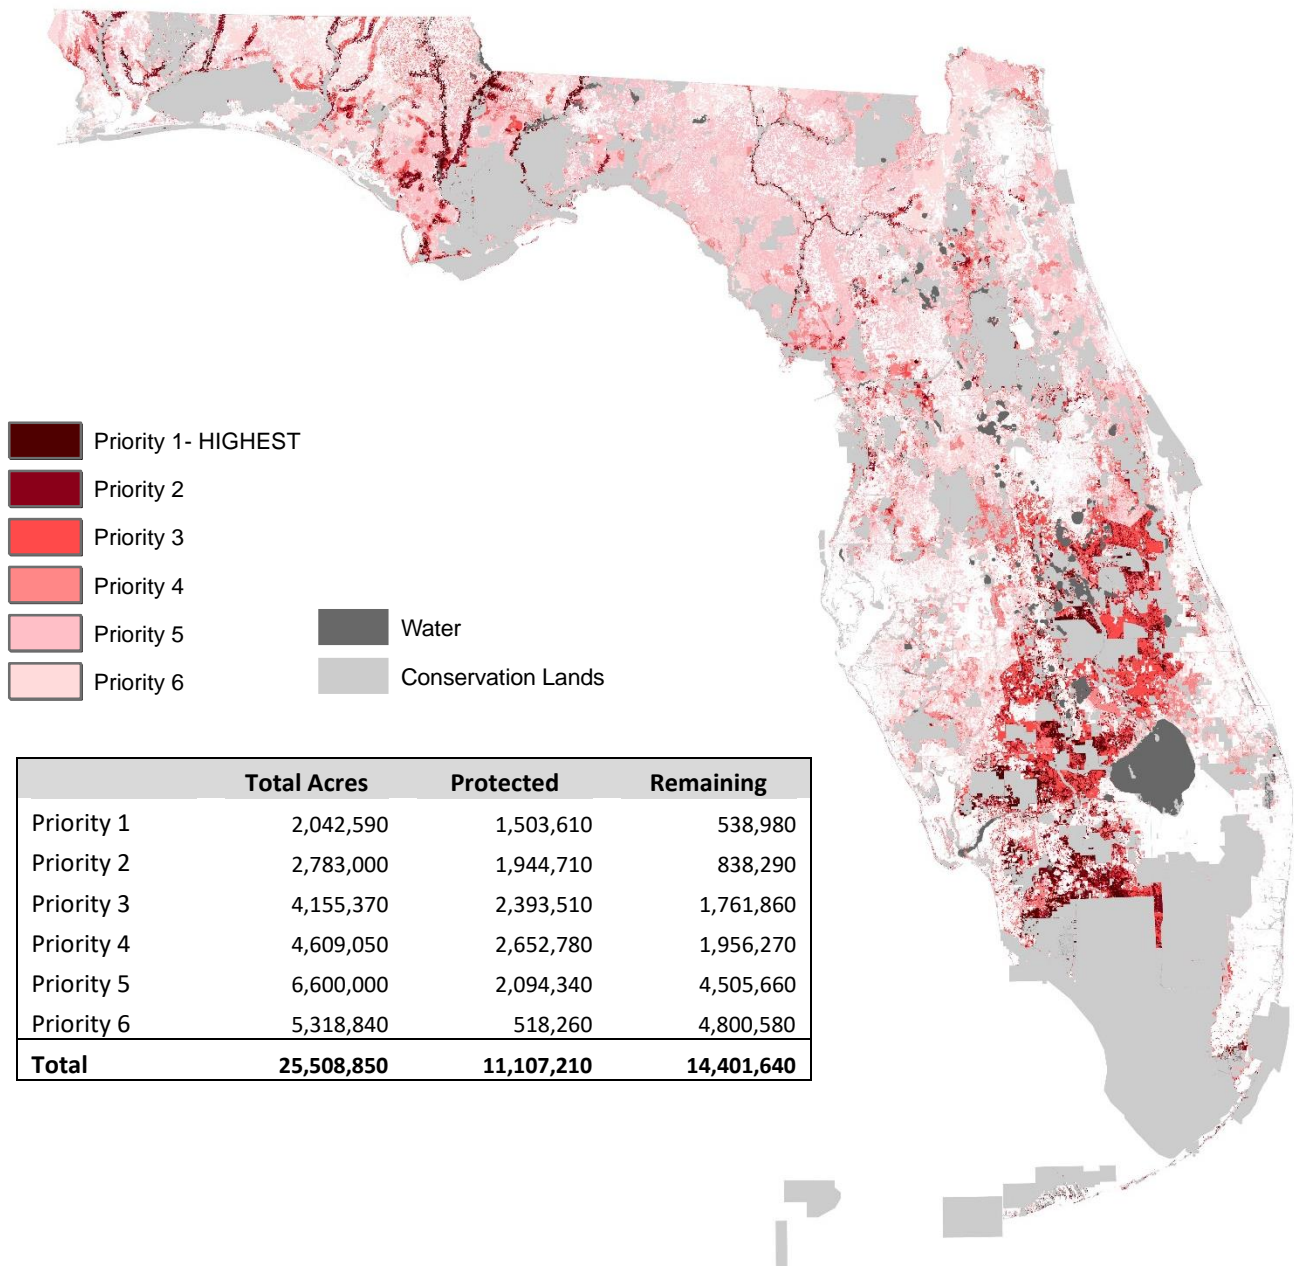 Priority 1- HIGHEST
Priority 2
Priority 3
Priority 4
Priority 5
Priority 6
Water
Conservation Lands
Total Acres Protected Remaining
Priority 1 2,042,590 1,503,610 538,980
Priority 2 2,783,000 1,944,710 838,290
Priority 3 4,155,370 2,393,510 1,761,860
Priority 4 4,609,050 2,652,780 1,956,270
Priority 5 6,600,000 2,094,340 4,505,660
Priority 6 5,318,840 518,260 4,800,580
Total 25,508,850 11,107,210 14,401,640